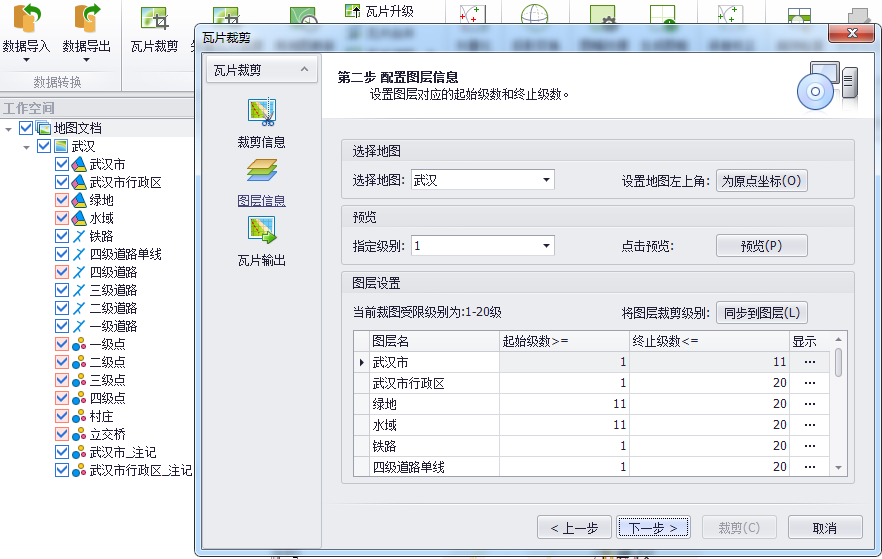 瓦片升级
数据导入
数据导出
瓦片裁剪
数据转换
工作空间
地图文档
武汉
武汉市
武汉市行政区
绿地
水域
铁路
四级道路单线
四级道路
三级道路
二级道路
一级道路
一级点
二级点
三级点
四级点
村庄
立交桥
武汉市_注记
武汉市行政区_注记
瓦片裁剪
瓦片裁剪
裁剪信息
图层信息
瓦片输出
第二步 配置图层信息
设置图层对应的起始级数和终止级数。
选择地图
选择地图: 武汉 设置地图左上角: 为原点坐标(O)
预览
指定级别: 1 点击预览: 预览(P)
图层设置
当前裁图受限级别为:1-20级 将图层裁剪级别: 同步到图层(L)
图层名 起始级数>= 终止级数<= 显示
武汉市 1 11 ...
武汉市行政区 1 20 ...
绿地 11 20 ...
水域 11 20 ...
铁路 1 20 ...
四级道路单线 1 20 ...
< 上一步 下一步 > 裁剪(C) 取消